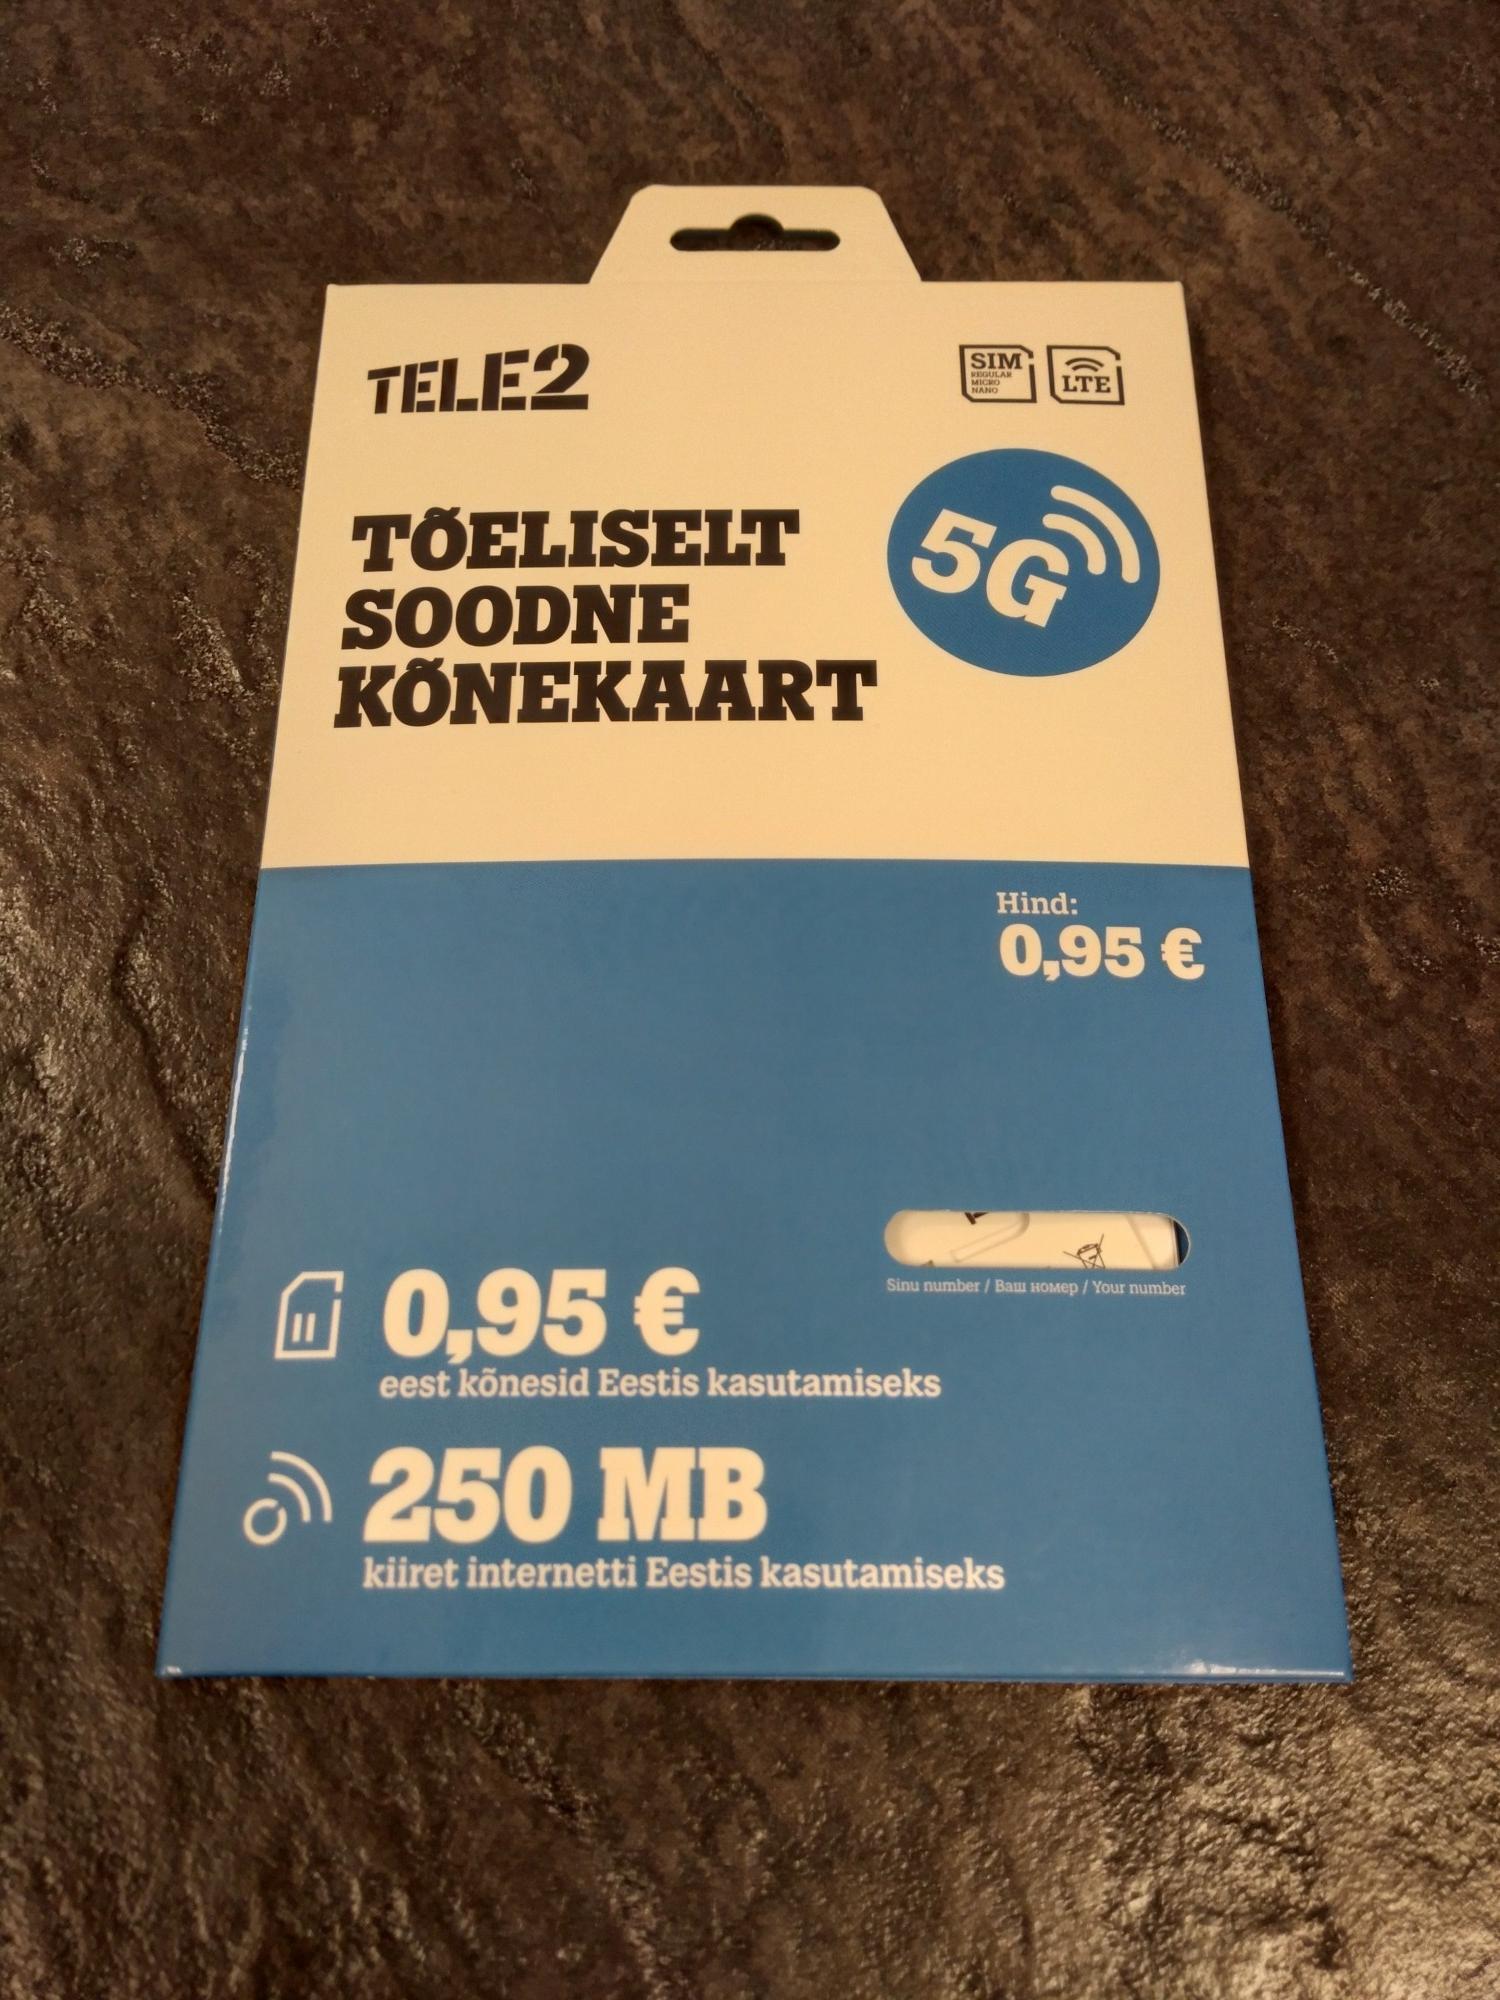 TELE2
SIM
REGULAR
MICRO
NANO
LTE
5G
TÕELISELT
SOODNE
KÕNEKAART
Hind:
0,95 €
Sinu number / Ваш номер / Your number
0,95 €
eest kõnesid Eestis kasutamiseks
250 MB
kiiret internetti Eestis kasutamiseks